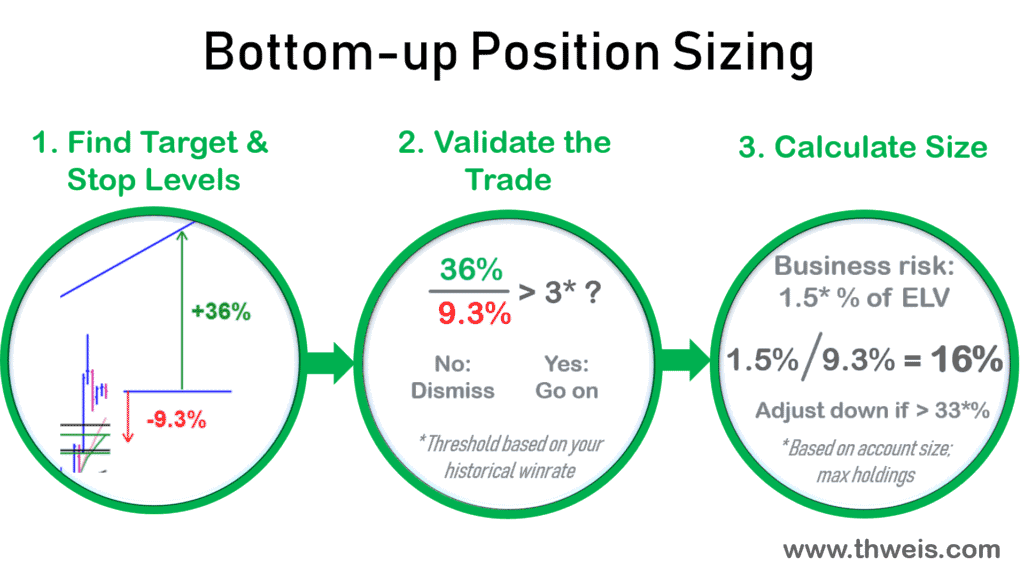 Bottom-up Position Sizing
1. Find Target &
Stop Levels
+36%
-9.3%
2. Validate the
Trade
36%
9.3%
> 3* ?
No:
Dismiss
Yes:
Go on
*Threshold based on your
historical winrate
3. Calculate Size
Business risk:
1.5* % of ELV
1.5%/9.3% = 16%
Adjust down if > 33*%
*Based on account size;
max holdings
www.thweis.com